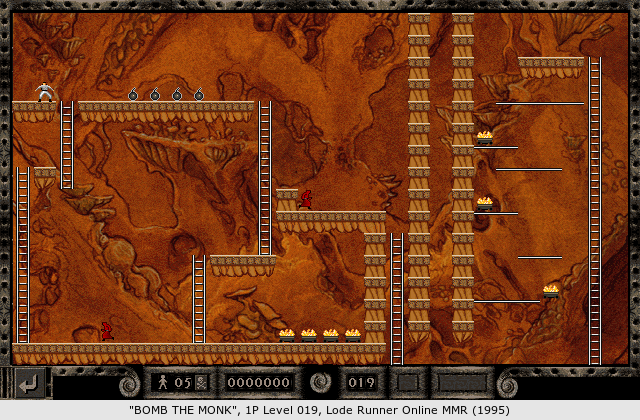 05
0000000
019
"BOMB THE MONK", 1P Level 019, Lode Runner Online MMR (1995)